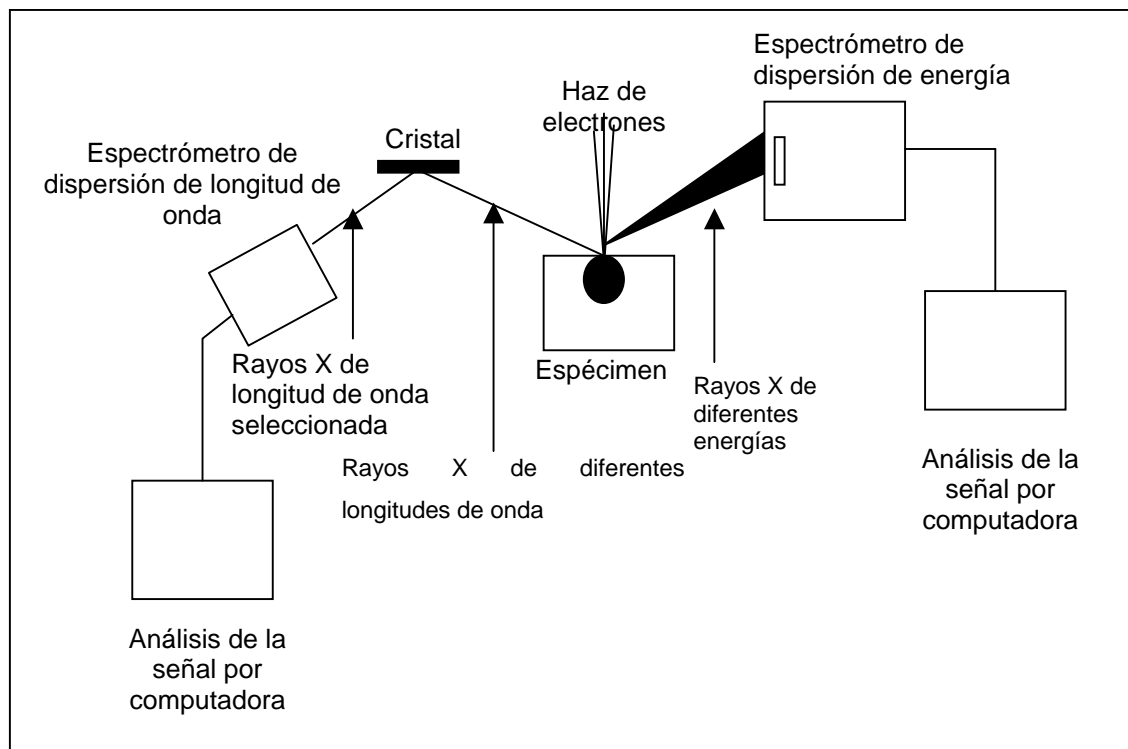 Espectrómetro de
dispersión de energía
Haz de
electrones
Cristal
Espectrómetro de
dispersión de longitud de
onda
Rayos X de
longitud de onda
seleccionada
Espécimen
Rayos X de
diferentes
energías
Rayos X de diferentes
longitudes de onda
Análisis de la
señal por
computadora
Análisis de la
señal por
computadora